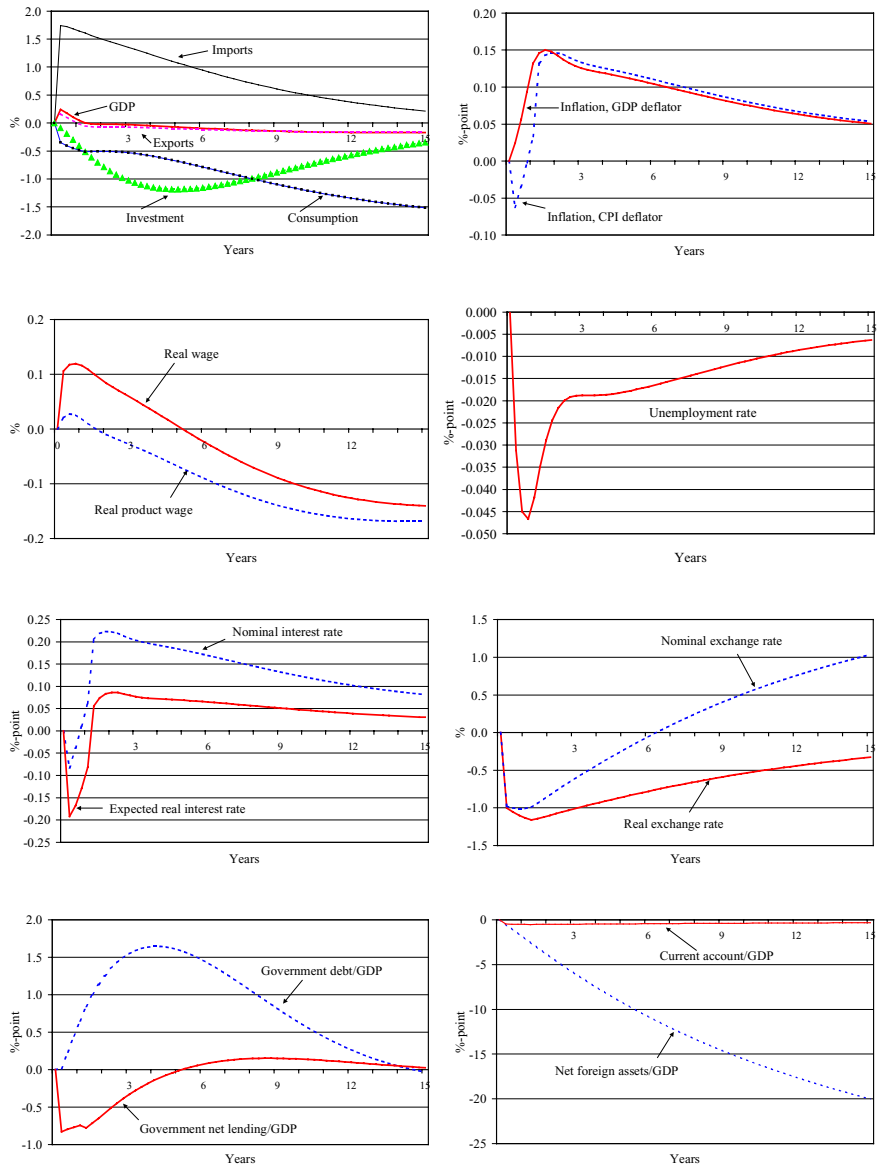 2.0
1.5
1.0
0.5
0.0
-0.5
-1.0
-1.5
-2.0
%
Imports
GDP
3 6 9 12 15
Exports
Investment
Consumption
Years
0.20
0.15
0.10
0.05
0.00
-0.05
-0.10
%-point
Inflation, GDP deflator
0 3 6 9 12 15
Inflation, CPI deflator
Years
0.2
0.1
0.0
-0.1
-0.2
%
Real wage
0 3 6 9 12 15
Real product wage
Years
0.000
-0.005
-0.010
-0.015
-0.020
-0.025
-0.030
-0.035
-0.040
-0.045
-0.050
%-point
3 6 9 12 15
Unemployment rate
Years
0.25
0.20
0.15
0.10
0.05
0.00
-0.05
-0.10
-0.15
-0.20
0.25
%-point
Nominal interest rate
3 6 9 12 15
Expected real interest rate
Years
1.5
1.0
0.5
0.0
-0.5
-1.0
-1.5
%
Nominal exchange rate
3 6 9 12 15
Real exchange rate
Years
2.0
1.5
1.0
0.5
0.0
-0.5
-1.0
%-point
Government debt/GDP
3 6 9 12 15
Government net lending/GDP
Years
0
-5
-10
-15
-20
-25
%-point
3 6 9 12 15
Current account/GDP
Net foreign assets/GDP
Years